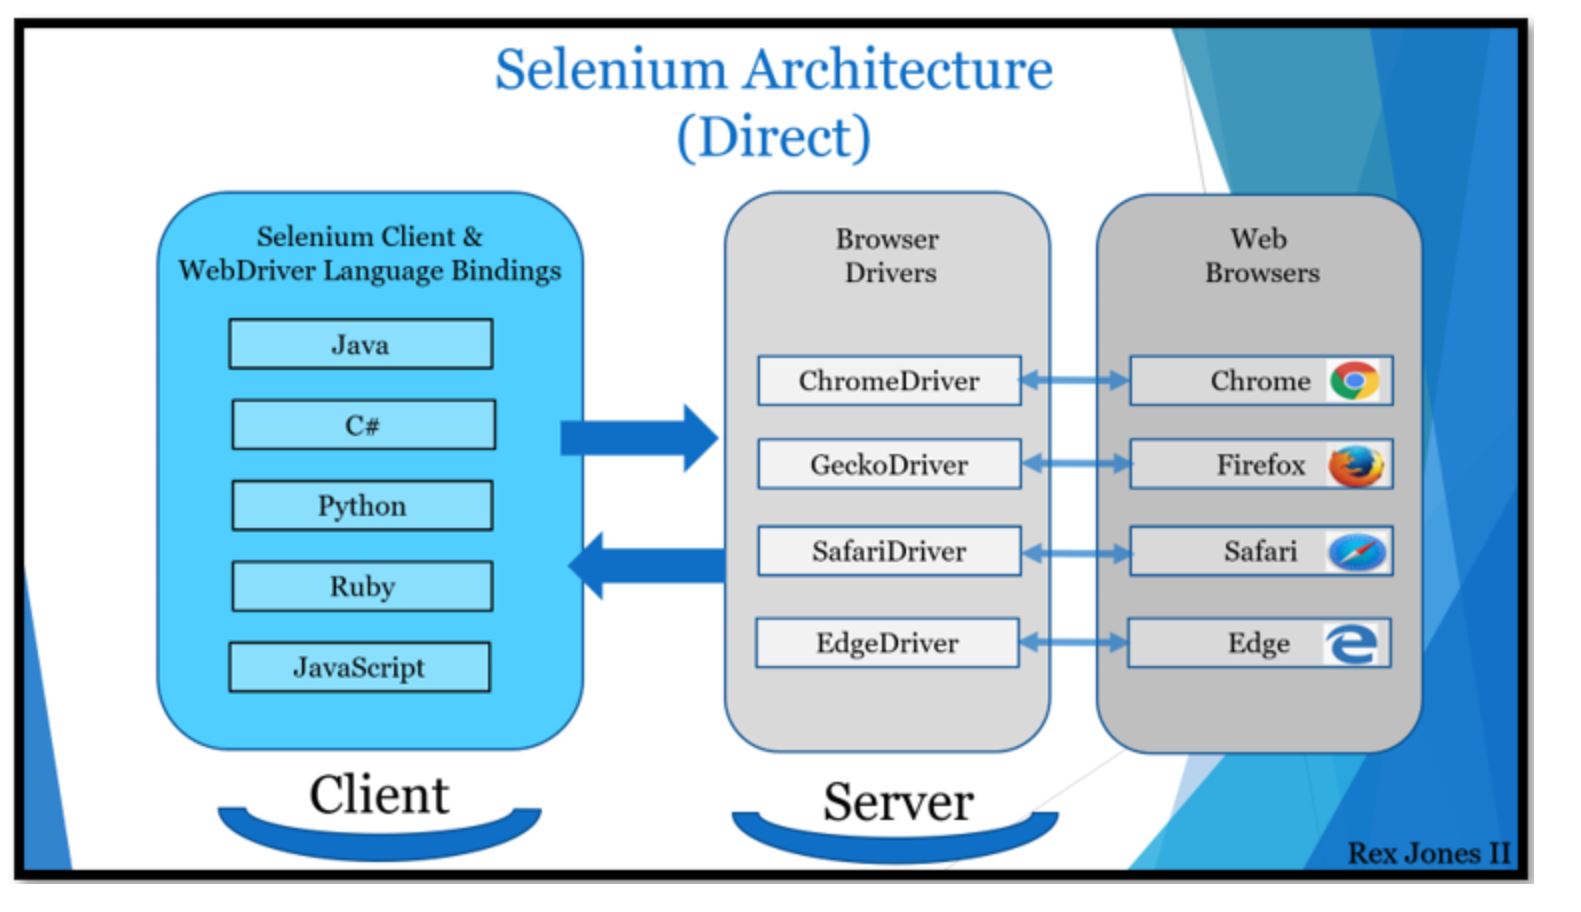 Selenium Architecture
(Direct)
Selenium Client &
WebDriver Language Bindings
Java
C#
Python
Ruby
JavaScript
Client
Browser
Drivers
ChromeDriver
GeckoDriver
SafariDriver
EdgeDriver
Server
Web
Browsers
Chrome
Firefox
Safari
Edge
Rex Jones II